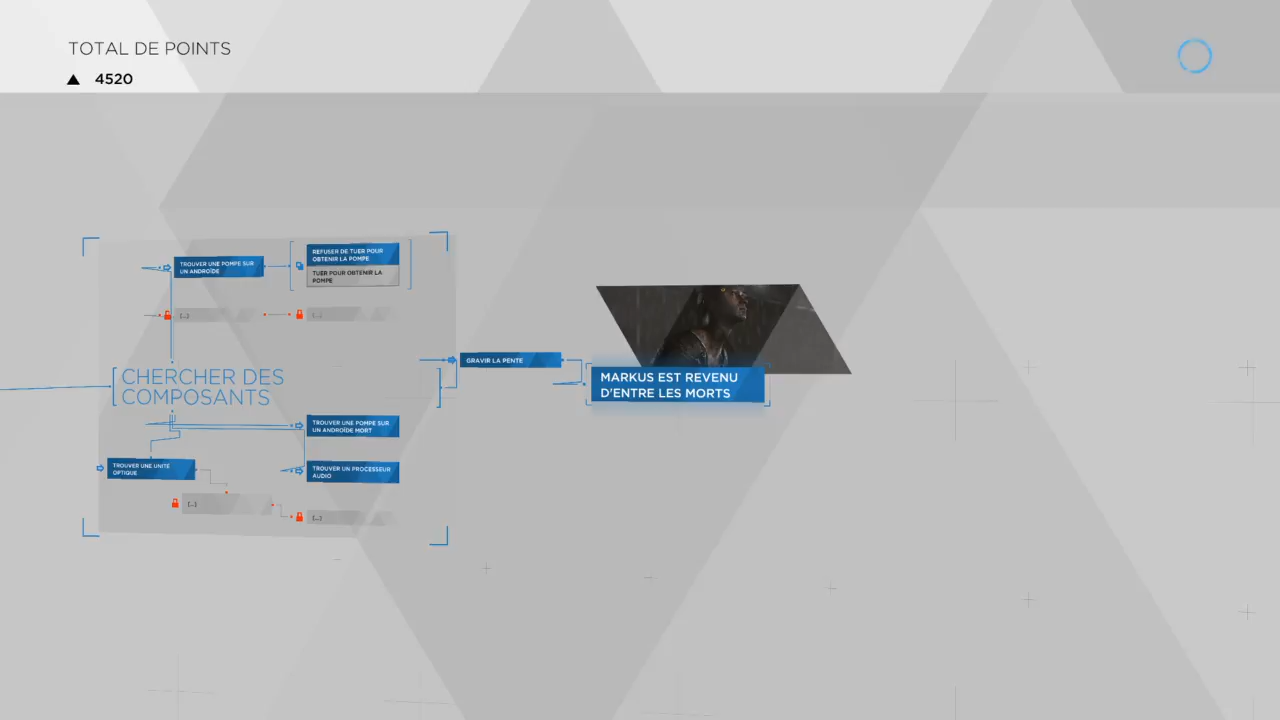 TOTAL DE POINTS
4520
TROUVER UNE POMPE SUR
UN ANDROÏDE
REFUSER DE TUER POUR
OBTENIR LA POMPE
TUER POUR OBTENIR LA
POMPE
[...]
[...]
GRAVIR LA PENTE
CHERCHER DES
COMPOSANTS
MARKUS EST REVENU
D'ENTRE LES MORTS
TROUVER UNE POMPE SUR
UN ANDROÏDE MORT
TROUVER UNE UNITÉ
OPTIQUE
TROUVER UN PROCESSEUR
AUDIO
[...]
[...]